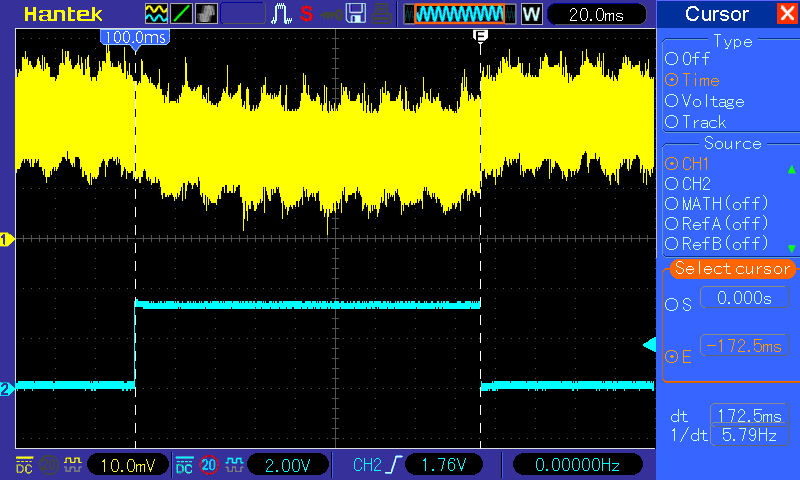 Hantek
S
W
20.0ms
100.0ms
E
1
2
Cursor
Type
Off
Time
Voltage
Track
Source
CH1
CH2
MATH(off)
RefA(off)
RefB(off)
Select cursor
S
0.000s
E
-172.5ms
dt
172.5ms
1/dt
5.79Hz
DC
20
10.0mV
DC
20
2.00V
CH2
1.76V
0.00000Hz